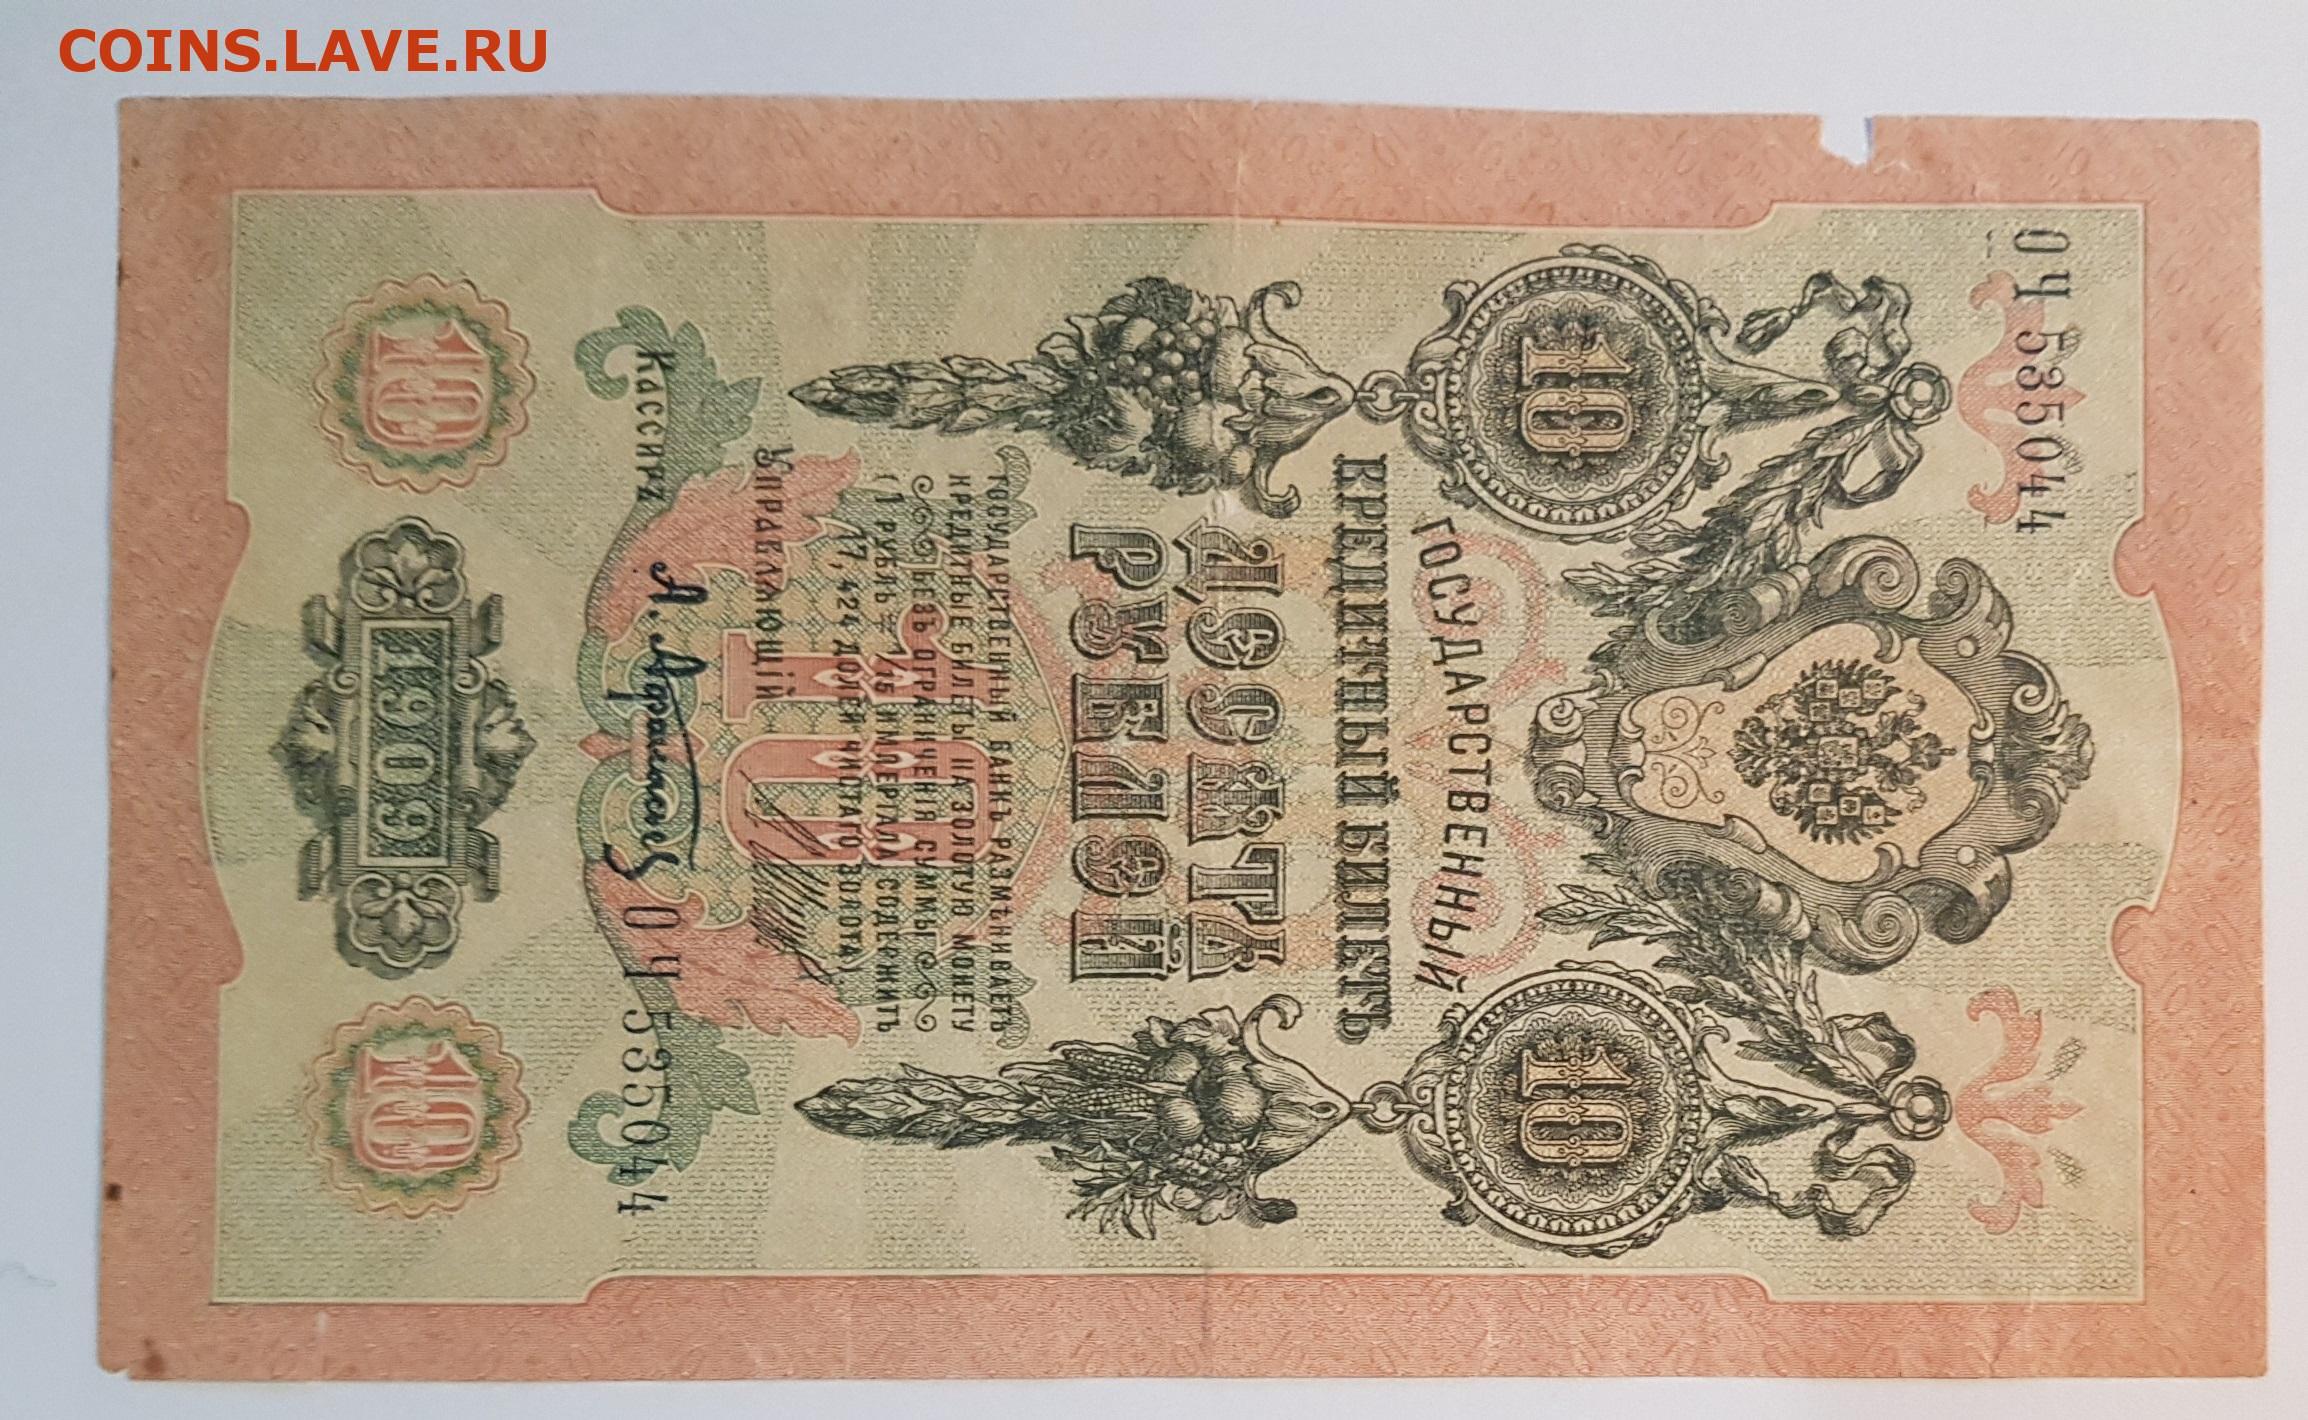 COINS.LAVE.RU
ОЧ 535044
ГОСУДАРСТВЕННЫЙ
10 10
КРЕДИТНЫЙ БИЛЕТЪ
ДЕСЯТЬ
РУБЛЕЙ
ГОСУДАРСТВЕННЫЙ БАНКЪ РАЗМѢНИВАЕТЪ
КРЕДИТНЫЕ БИЛЕТЫ НА ЗОЛОТУЮ МОНЕТУ
БЕЗЪ ОГРАНИЧЕНІЯ СУММЫ
(1 РУБЛЬ = 1/15 ИМПЕРІАЛА, СОДЕРЖИТЪ
17,424 ДОЛЕЙ ЧИСТАГО ЗОЛОТА)
10
Управляющій
Кассиръ
ОЧ 535044
10 1909 10